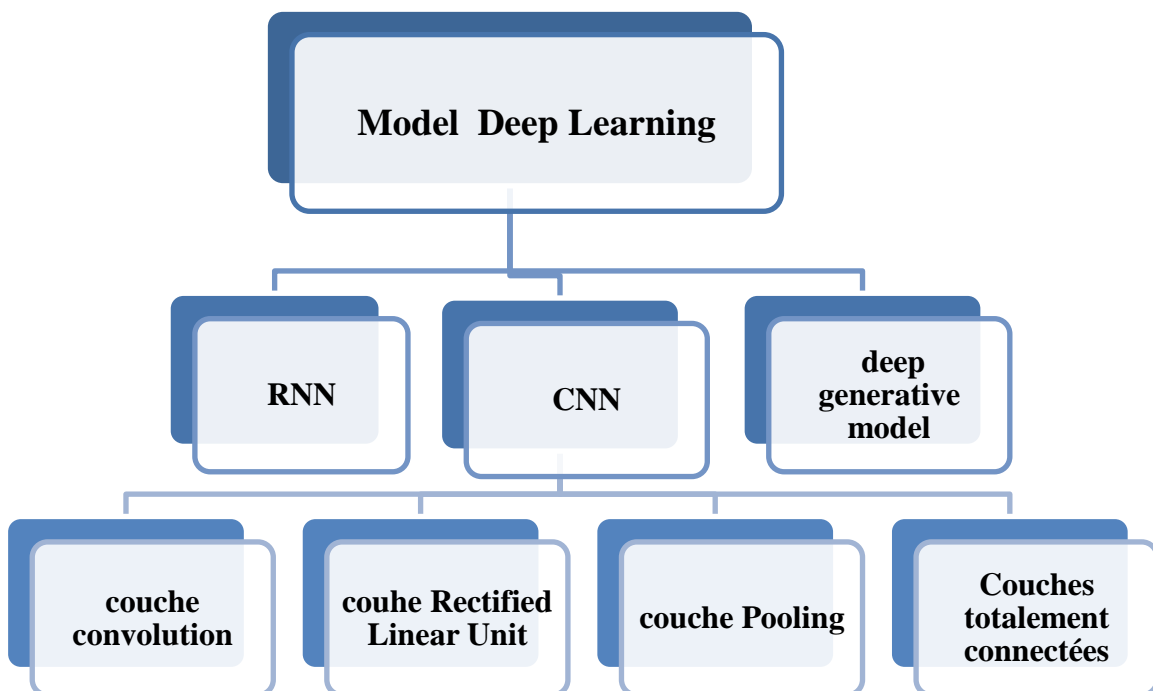 Model Deep Learning
RNN
CNN
deep
generative
model
couche
convolution
couhe Rectified
Linear Unit
couche Pooling
Couches
totalement
connectées